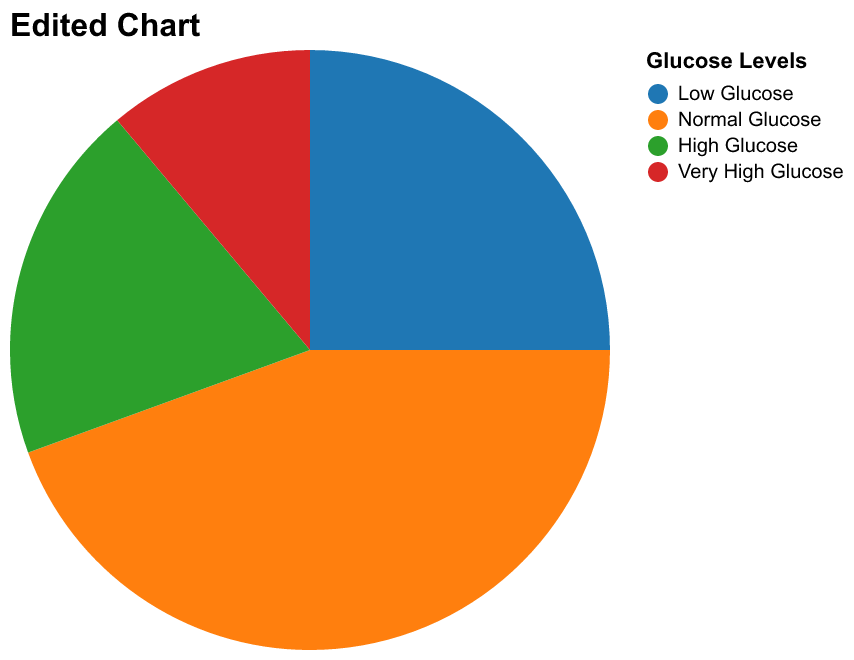 Edited Chart
Glucose Levels
Low Glucose
Normal Glucose
High Glucose
Very High Glucose